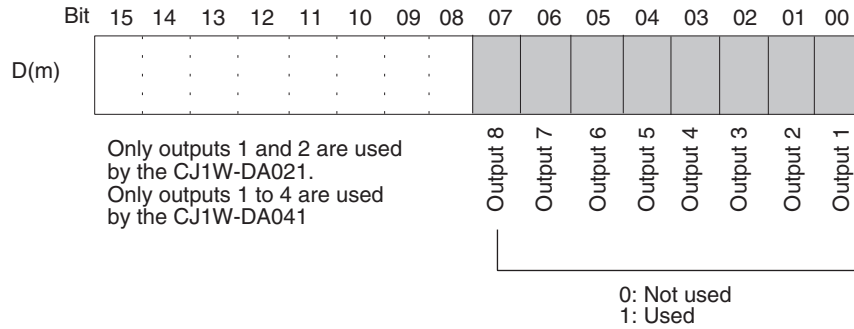 Bit 15 14 13 12 11 10 09 08 07 06 05 04 03 02 01 00
D(m)
Output 8 Output 7 Output 6 Output 5 Output 4 Output 3 Output 2 Output 1
Only outputs 1 and 2 are used
by the CJ1W-DA021.
Only outputs 1 to 4 are used
by the CJ1W-DA041
0: Not used
1: Used